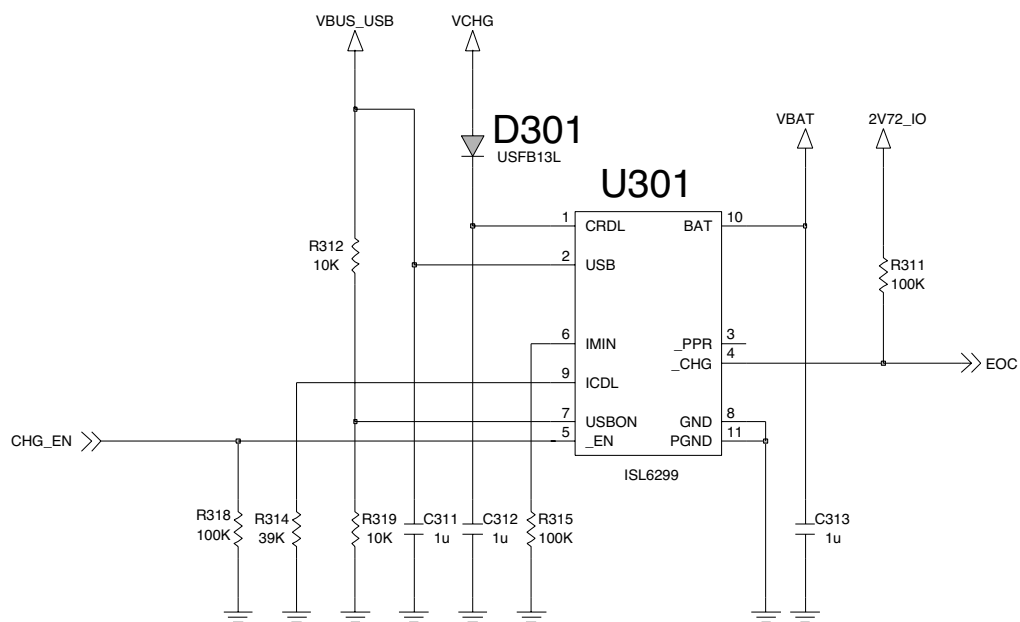 VBUS_USB
VCHG
D301
USFB13L
VBAT
2V72_IO
U301
1
CRDL
BAT
10
R312
10K
2
USB
R311
100K
6
IMIN
_PPR
3
_CHG
4
EOC
9
ICDL
7
USBON
GND
8
CHG_EN
5
_EN
PGND
11
ISL6299
R318
100K
R314
39K
R319
10K
C311
1u
C312
1u
R315
100K
C313
1u